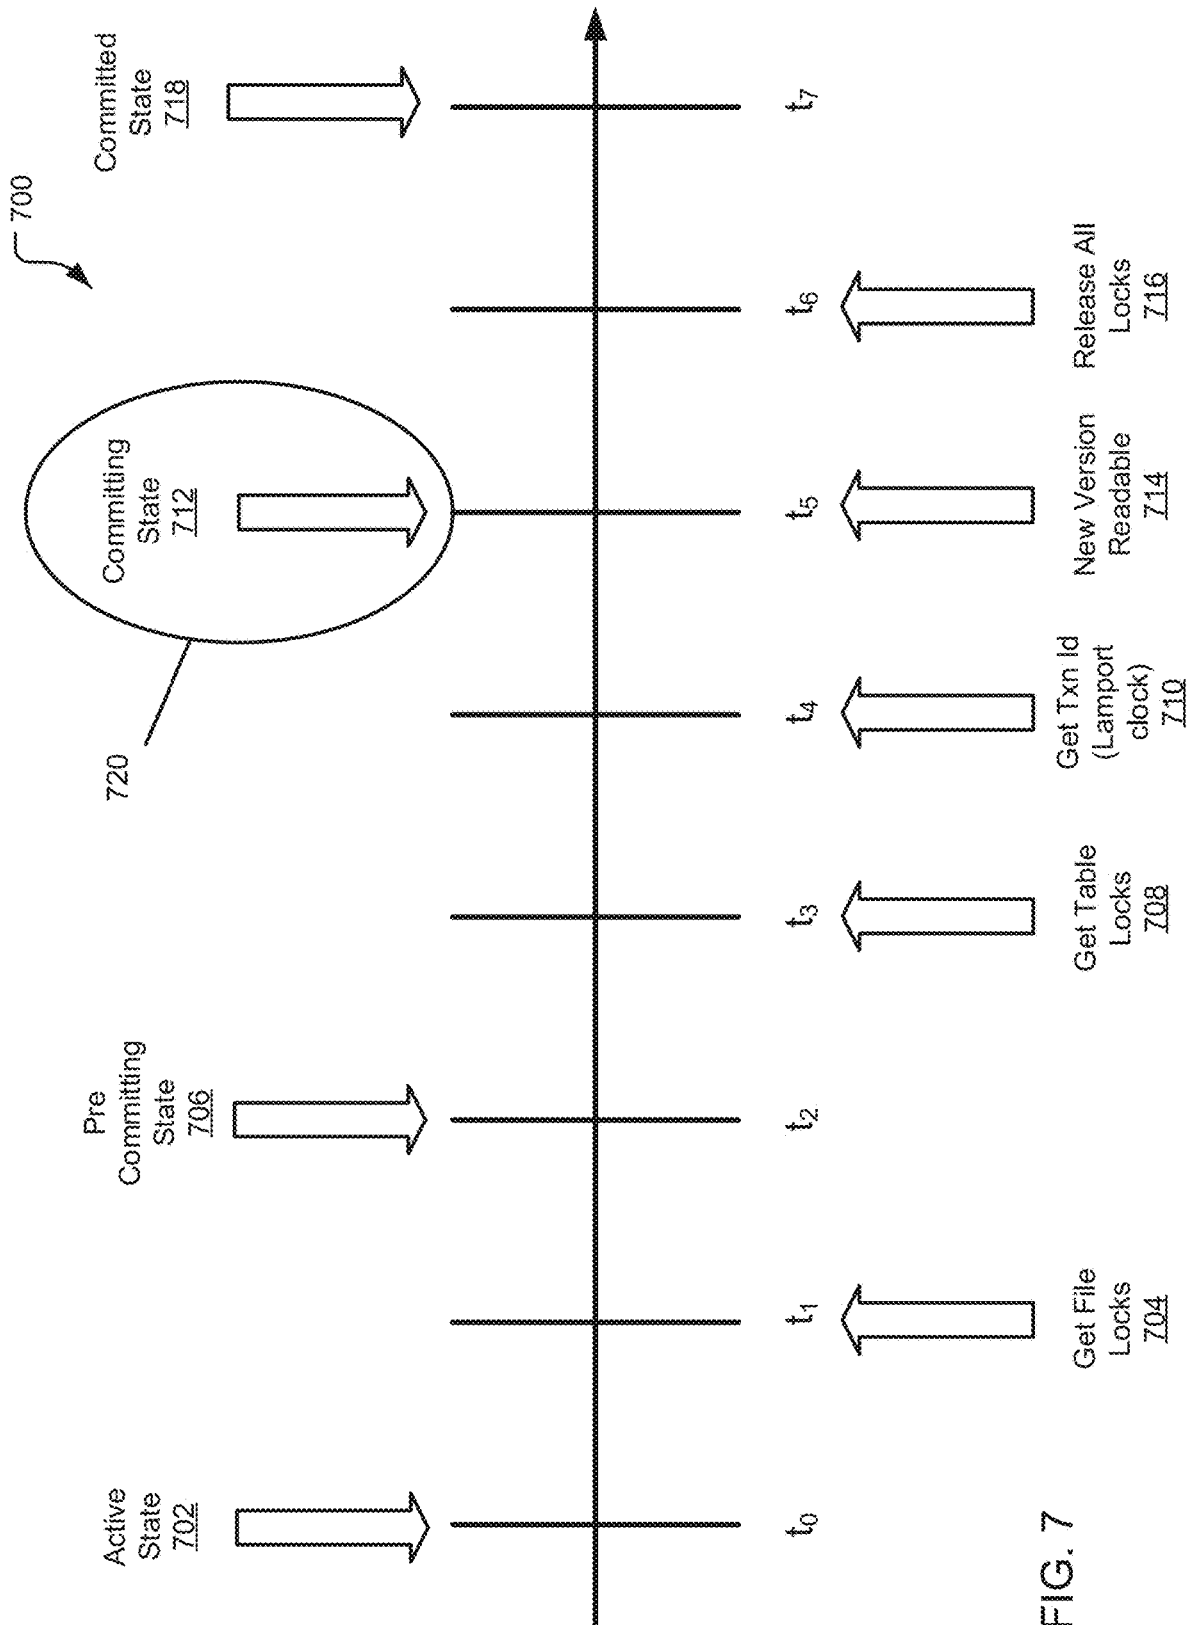 700
Active
State
702
Pre
Committing
State
706
Committing
State
712
Committed
State
718
720
t0
t1
t2
t3
t4
t5
t6
t7
Get File
Locks
704
Get Table
Locks
708
Get Txn Id
(Lamport
clock)
710
New Version
Readable
714
Release All
Locks
716
FIG. 7